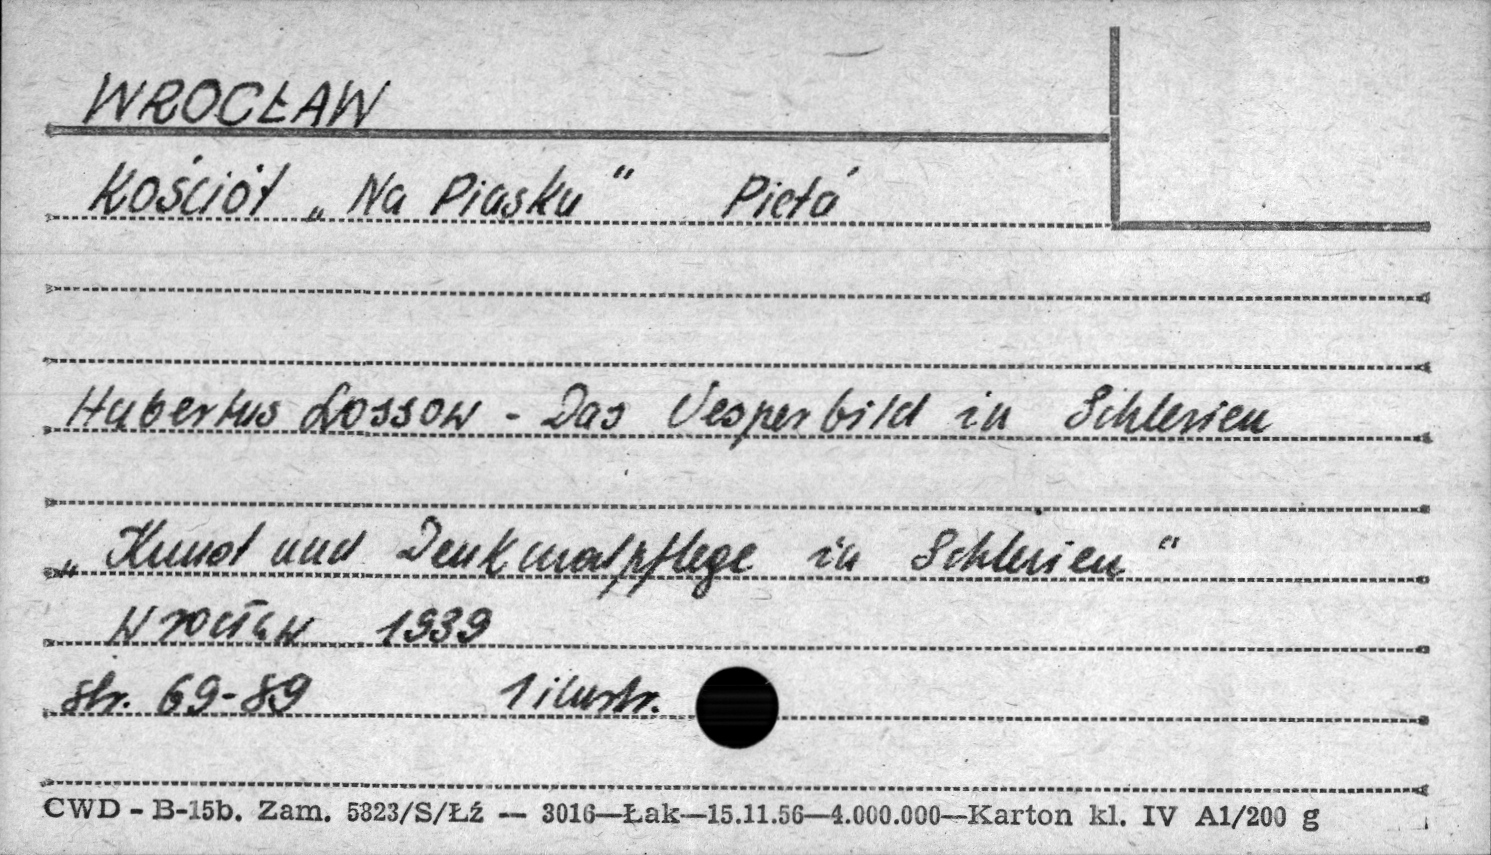 WROCŁAW
Kościół „Na Piasku" Pietá
Hubertus Lossow - Das Vesperbild in Schlesien
„Kunst und Denkmalpflege in Schlesien"
Wrocław 1939
str. 69-89 1 ilustr.
CWD - B-15b. Zam. 5323/S/Łź — 3016—Łak—15.11.56—4.000.000—Karton kl. IV A1/200 g